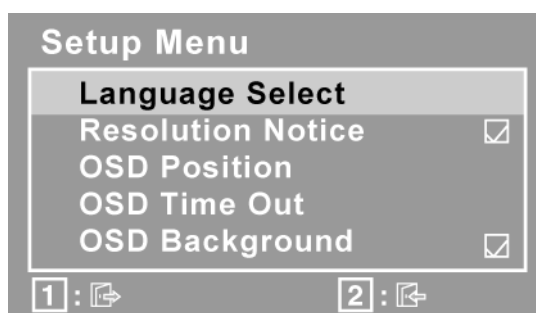 Setup Menu
Language Select
Resolution Notice
OSD Position
OSD Time Out
OSD Background
1 : 2 :